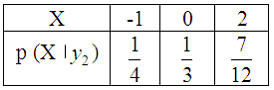 X -1 0 2
p (X ı y₂) 1/4 1/3 7/12